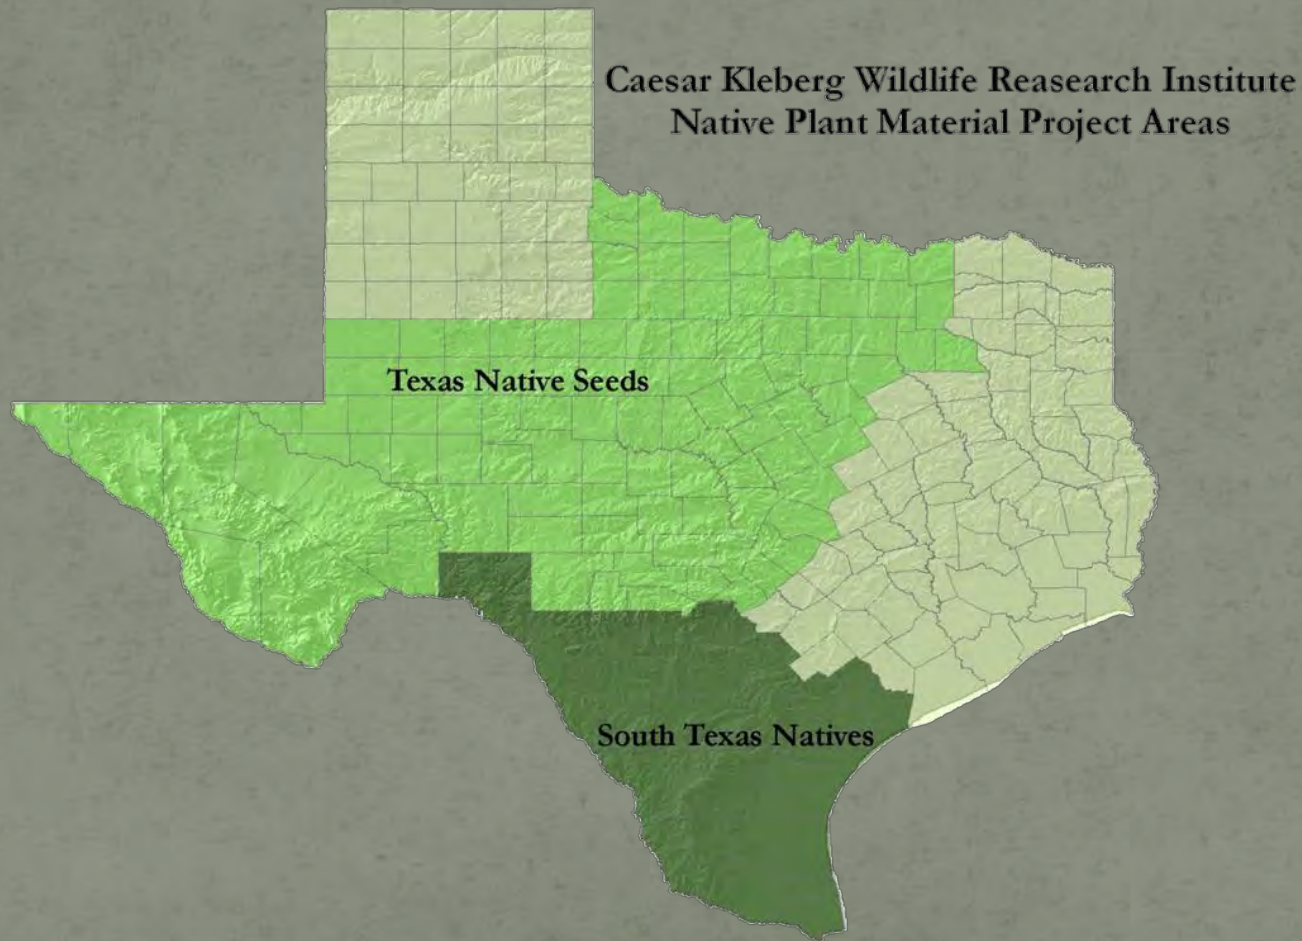 Caesar Kleberg Wildlife Reasearch Institute
Native Plant Material Project Areas
Texas Native Seeds
South Texas Natives